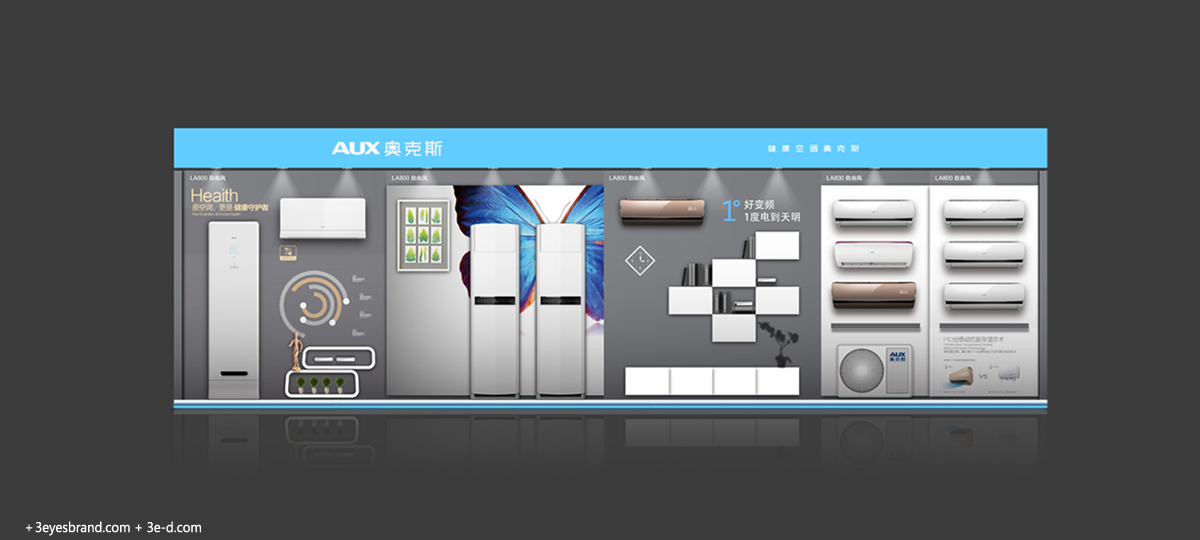 AUX奥克斯
健康空调奥克斯
LA800 自由风
LA800 自由风
LA800 自由风
LA800 自由风
LA800 自由风
Heaith
是空调，更是健康守护者
1°
好变频
1度电到天明
AUX
奥克斯
VS
+3eyesbrand.com + 3e-d.com